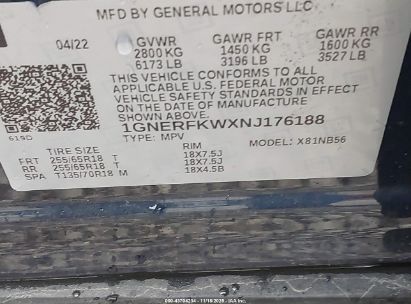 MFD BY GENERAL MOTORS LLC
04/22 GVWR GAWR FRT GAWR RR
2800 KG 1450 KG 1600 KG
6173 LB 3196 LB 3527 LB
THIS VEHICLE CONFORMS TO ALL
APPLICABLE U.S. FEDERAL MOTOR
VEHICLE SAFETY STANDARDS IN EFFECT
ON THE DATE OF MANUFACTURE SHOWN ABOVE.
1GNERFKWXNJ176188
619D TYPE: MPV MODEL: X81NB56
TIRE SIZE RIM
FRT 255/65R18 T 18X7.5J
RR 255/65R18 T 18X7.5J
SPA T135/70R18 M 18X4.5B